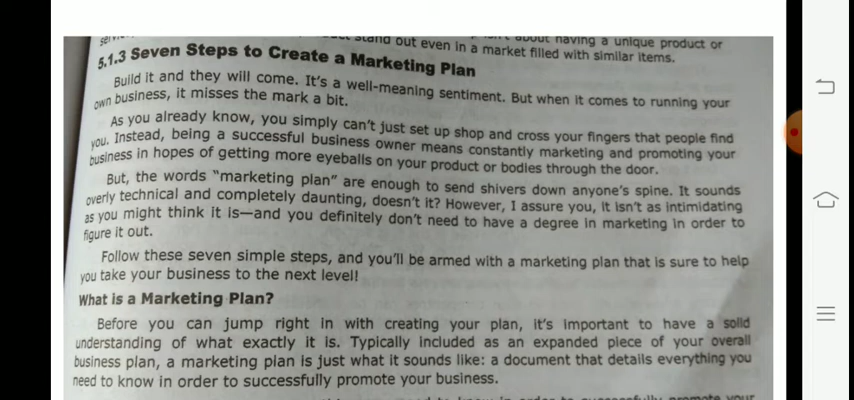 stand out even in a market filled with similar items.
about having a unique product or
5.1.3 Seven Steps to Create a Marketing Plan
Build it and they will come. It's a well-meaning sentiment. But when it comes to running your
own business, it misses the mark a bit.
As you already know, you simply can't just set up shop and cross your fingers that people find
you. Instead, being a successful business owner means constantly marketing and promoting your
business in hopes of getting more eyeballs on your product or bodies through the door.
But, the words "marketing plan" are enough to send shivers down anyone's spine. It sounds
overly technical and completely daunting, doesn't it? However, I assure you, it isn't as intimidating
as you might think it is—and you definitely don't need to have a degree in marketing in order to
figure it out.
Follow these seven simple steps, and you'll be armed with a marketing plan that is sure to help
you take your business to the next level!
What is a Marketing Plan?
Before you can jump right in with creating your plan, it's important to have a solid
understanding of what exactly it is. Typically included as an expanded piece of your overall
business plan, a marketing plan is just what it sounds like: a document that details everything you
need to know in order to successfully promote your business.